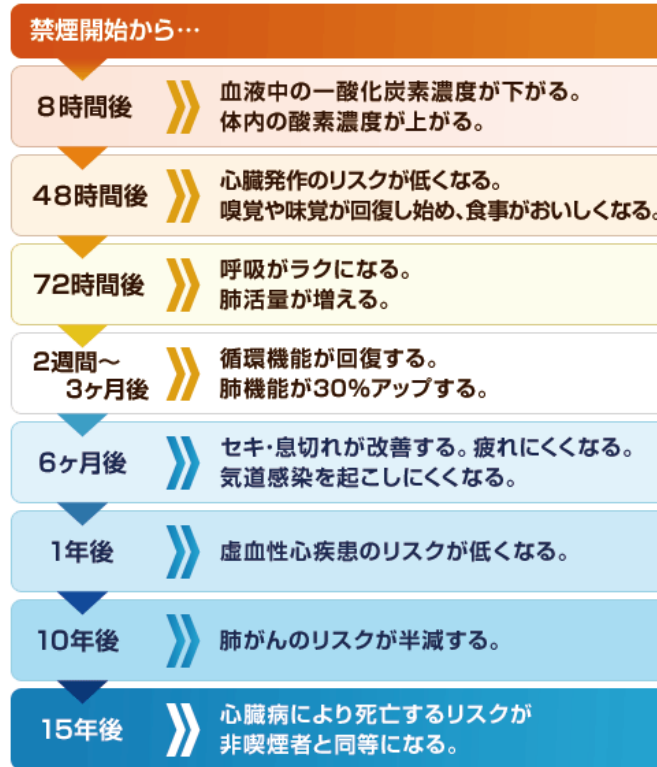 禁煙開始から…
8時間後
血液中の一酸化炭素濃度が下がる。
体内の酸素濃度が上がる。
48時間後
心臓発作のリスクが低くなる。
嗅覚や味覚が回復し始め、食事がおいしくなる。
72時間後
呼吸がラクになる。
肺活量が増える。
2週間〜
3ヶ月後
循環機能が回復する。
肺機能が30%アップする。
6ヶ月後
セキ・息切れが改善する。疲れにくくなる。
気道感染を起こしにくくなる。
1年後
虚血性心疾患のリスクが低くなる。
10年後
肺がんのリスクが半減する。
15年後
心臓病により死亡するリスクが
非喫煙者と同等になる。